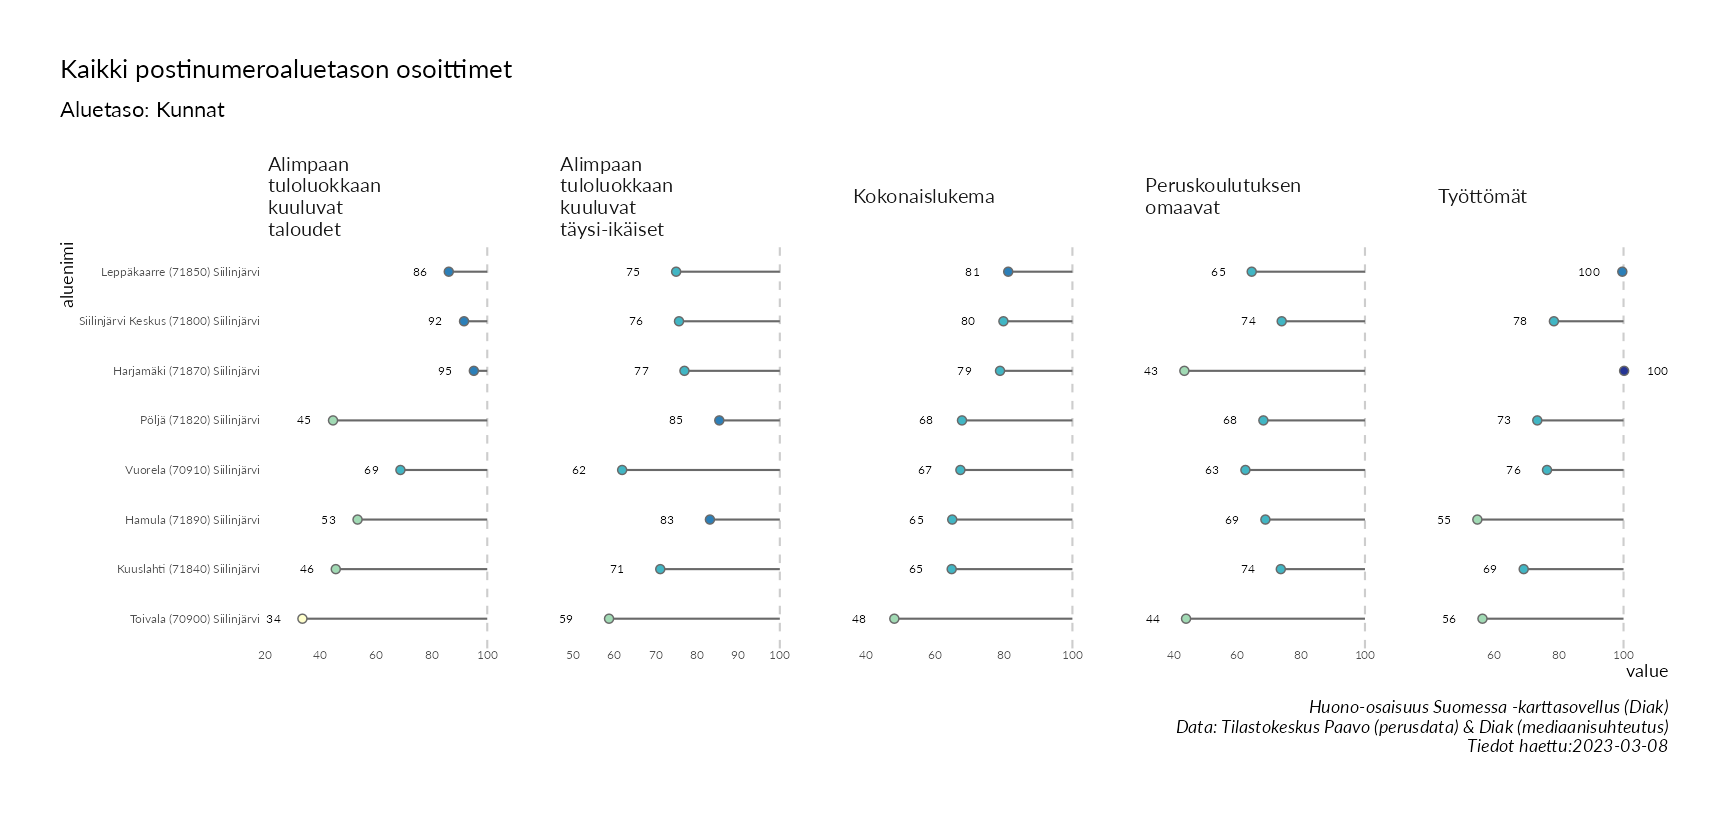 Kaikki postinumeroaluetason osoittimet
Aluetaso: Kunnat
Alimpaan
tuloluokkaan
kuuluvat
taloudet
Alimpaan
tuloluokkaan
kuuluvat
täysi-ikäiset
Kokonaislukema
Peruskoulutuksen
omaavat
Työttömät
aluenimi
Leppäkaarre (71850) Siilinjärvi 86 75 81 65 100
Siilinjärvi Keskus (71800) Siilinjärvi 92 76 80 74 78
Harjamäki (71870) Siilinjärvi 95 77 79 43 100
Pöljä (71820) Siilinjärvi 45 85 68 68 73
Vuorela (70910) Siilinjärvi 69 62 67 63 76
Hamula (71890) Siilinjärvi 53 83 65 69 55
Kuuslahti (71840) Siilinjärvi 46 71 65 74 69
Toivala (70900) Siilinjärvi 34 59 48 44 56
20 40 60 80 100 50 60 70 80 90 100 40 60 80 100 40 60 80 100 60 80 100
value
Huono-osaisuus Suomessa -karttasovellus (Diak)
Data: Tilastokeskus Paavo (perusdata) & Diak (mediaanisuhteutus)
Tiedot haettu:2023-03-08